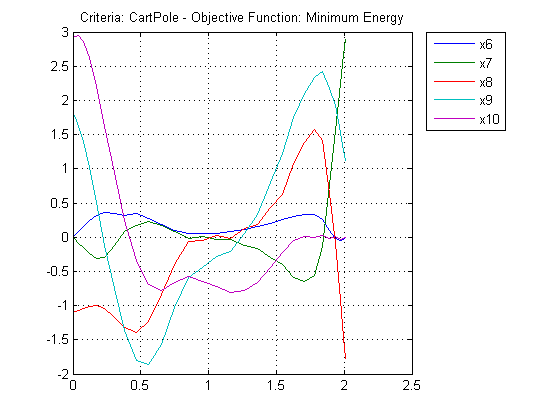 Criteria: CartPole - Objective Function: Minimum Energy
3
2.5
2
1.5
1
0.5
0
-0.5
-1
-1.5
-2
0
0.5
1
1.5
2
2.5
x6
x7
x8
x9
x10